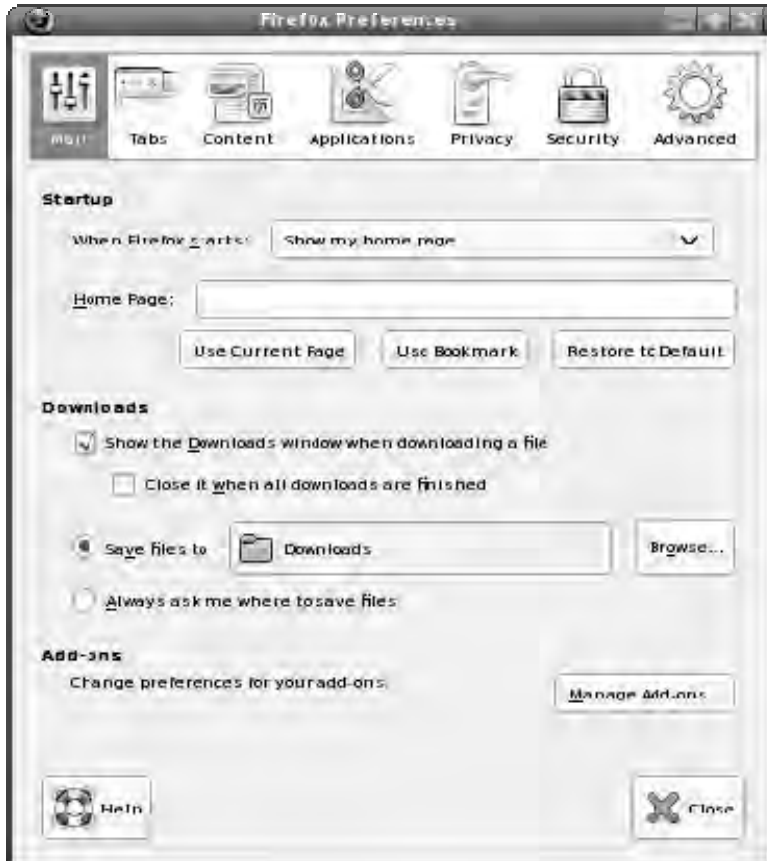 Firefox Preferences
Main Tabs Content Applications Privacy Security Advanced
Startup
When Firefox starts: Show my home page
Home Page:
Use Current Page Use Bookmark Restore to Default
Downloads
Show the Downloads window when downloading a file
Close it when all downloads are finished
Save files to Downloads Browse...
Always ask me where to save files
Add-ons
Change preferences for your add-ons. Manage Add-ons...
Help Close